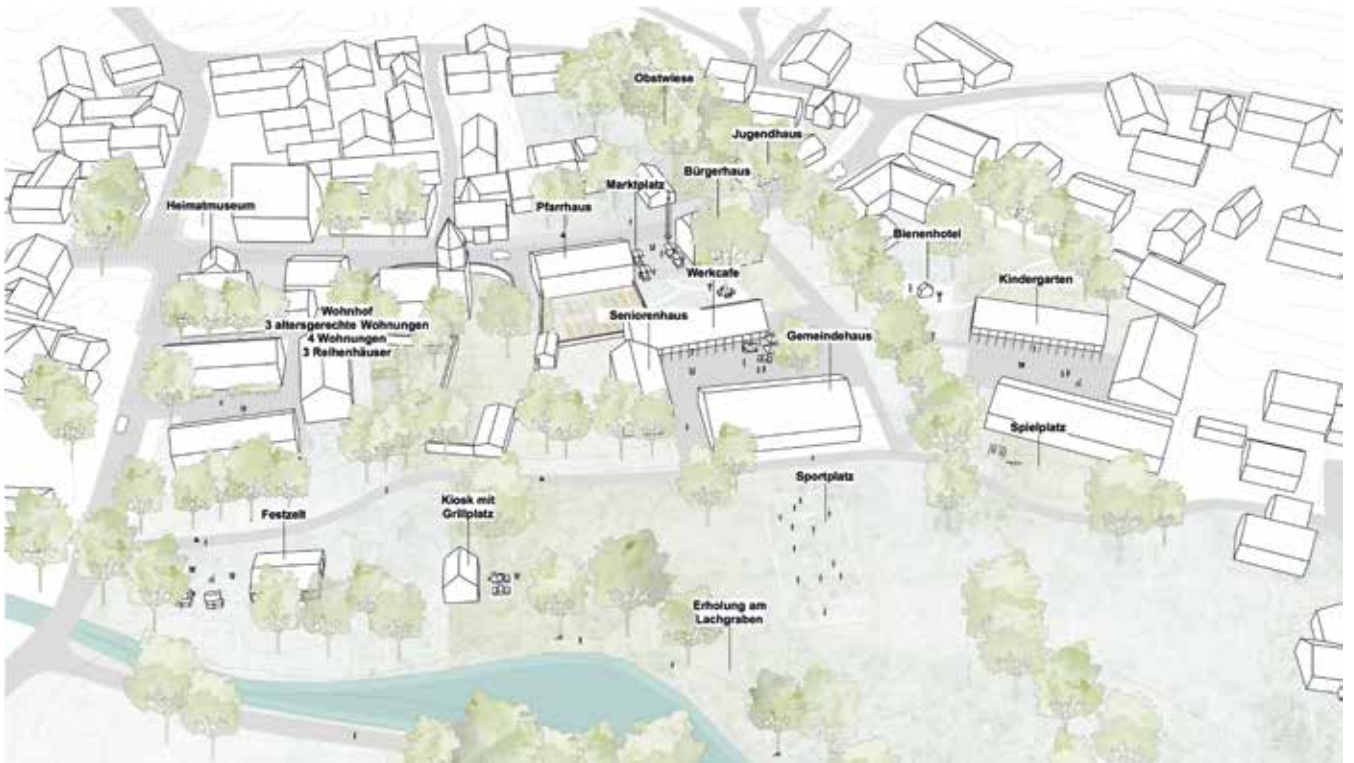 Obstwiese
Jugendhaus
Bürgerhaus
Marktplatz
Heimatmuseum
Pfarrhaus
Bienenhotel
Werkcafe
Kindergarten
Wohnhof
3 altersgerechte Wohnungen
4 Wohnungen
3 Reihenhäuser
Seniorenhaus
Gemeindehaus
Spielplatz
Sportplatz
Kiosk mit
Grillplatz
Festzelt
Erholung am
Lachgraben